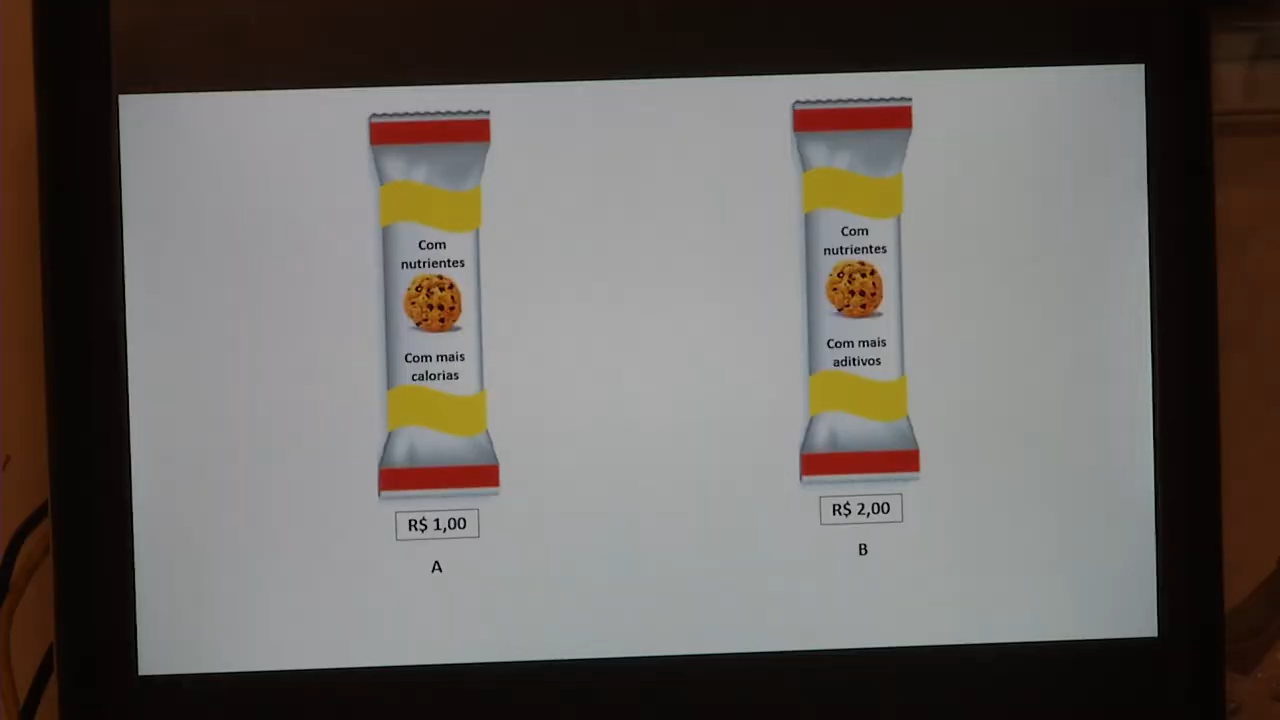 Com
nutrientes
Com mais
calorias
R$ 1,00
A
Com
nutrientes
Com mais
aditivos
R$ 2,00
B